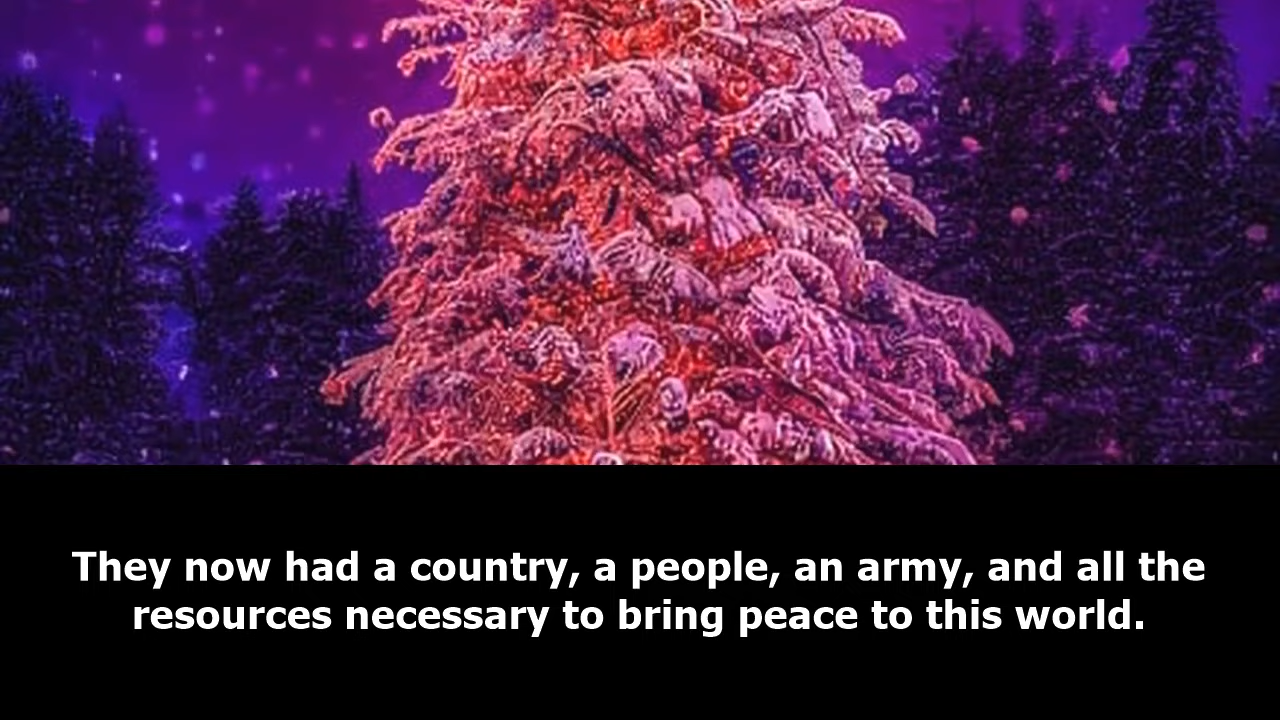 They now had a country, a people, an army, and all the
resources necessary to bring peace to this world.